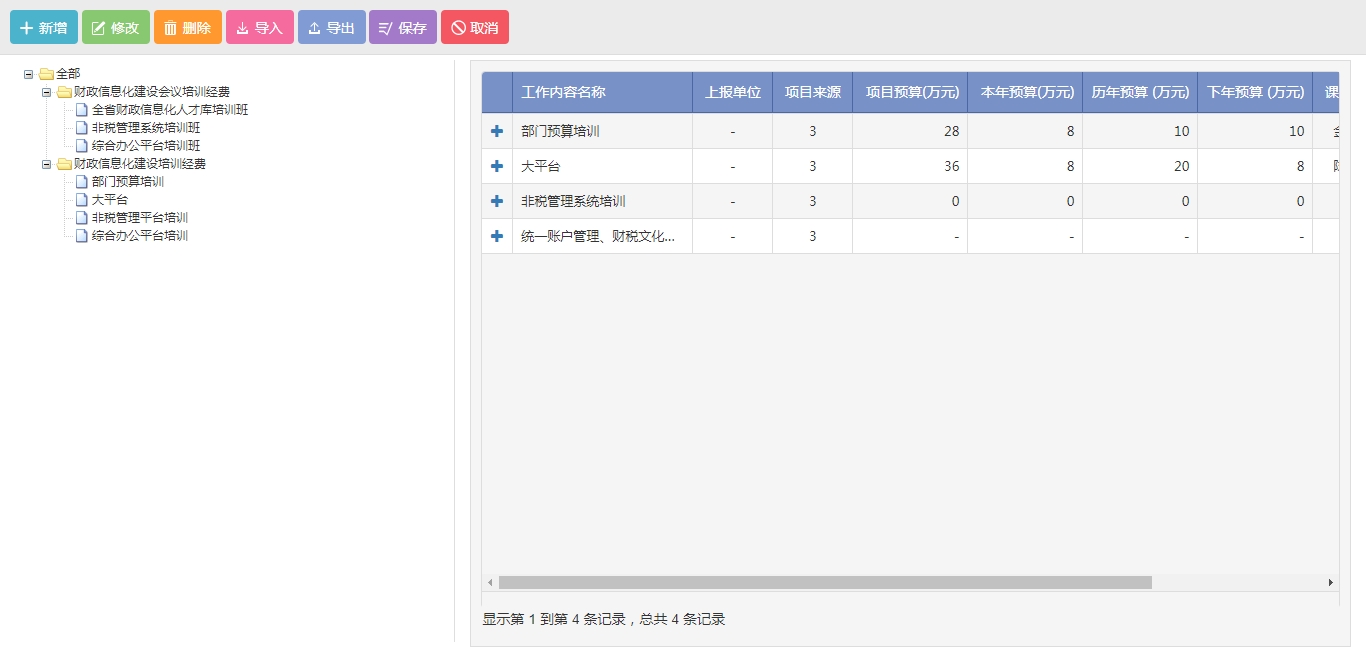 新增 修改 删除 导入 导出 保存 取消
全部
财政信息化建设会议培训经费
全省财政信息化人才库培训班
非税管理系统培训班
综合办公平台培训班
财政信息化建设培训经费
部门预算培训
大平台
非税管理平台培训
综合办公平台培训
工作内容名称 上报单位 项目来源 项目预算(万元) 本年预算(万元) 历年预算 (万元) 下年预算 (万元) 课
部门预算培训 - 3 28 8 10 10
大平台 - 3 36 8 20 8
非税管理系统培训 - 3 0 0 0 0
统一账户管理、财税文化... - 3 - - - -
显示第 1 到第 4 条记录，总共 4 条记录